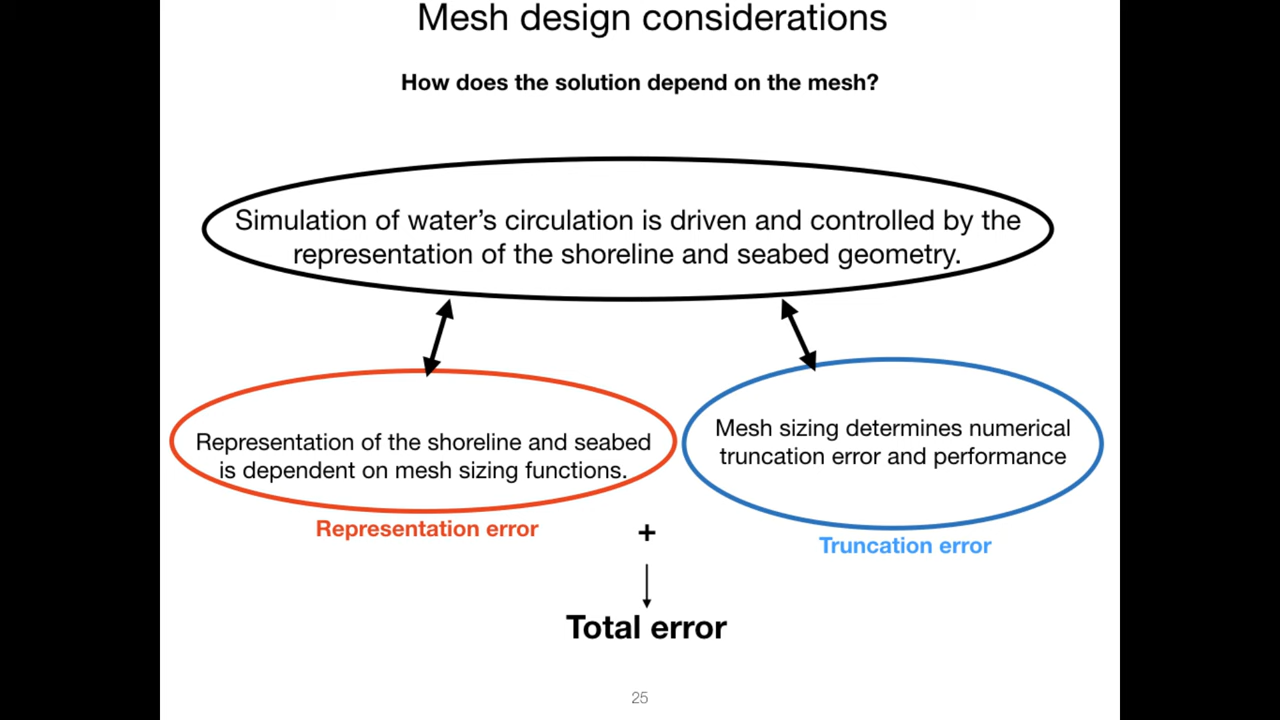 Mesh design considerations
How does the solution depend on the mesh?
Simulation of water’s circulation is driven and controlled by the
representation of the shoreline and seabed geometry.
Representation of the shoreline and seabed
is dependent on mesh sizing functions.
Mesh sizing determines numerical
truncation error and performance
Representation error
+
Truncation error
Total error
25